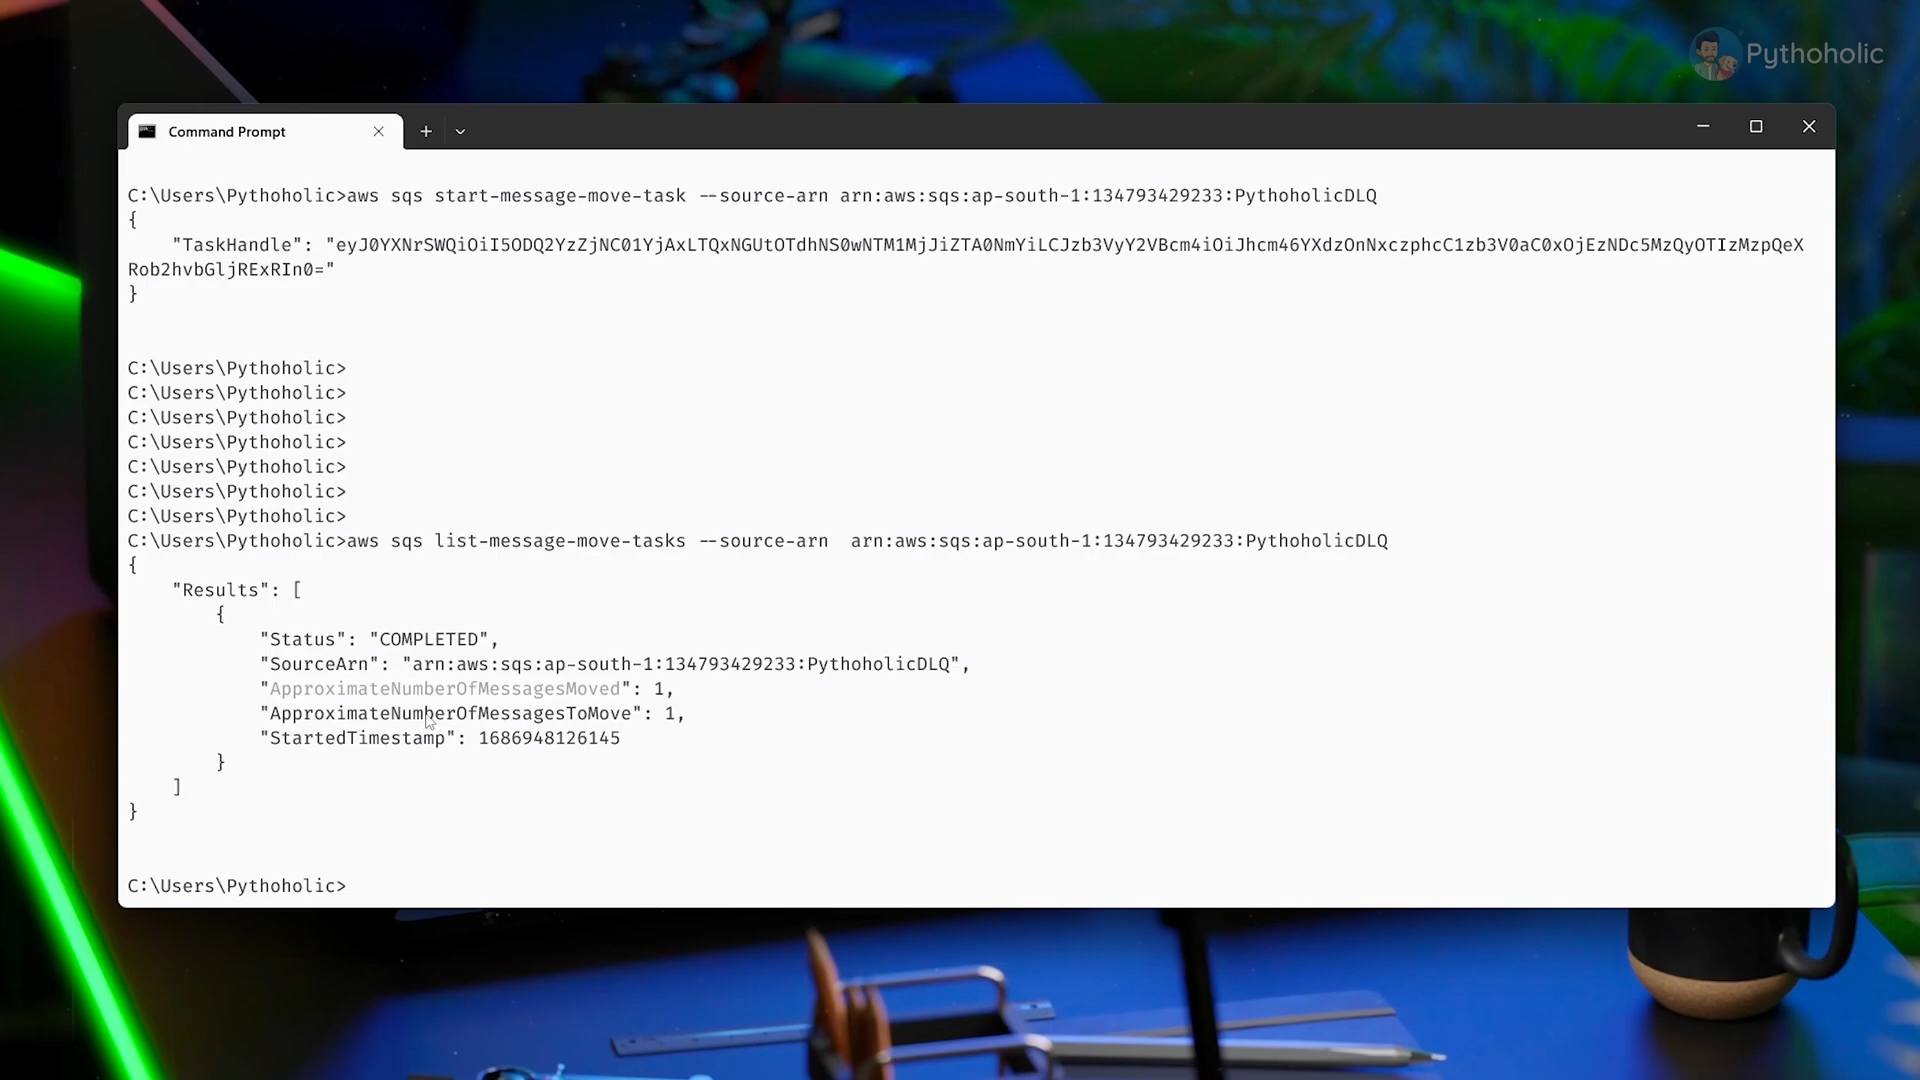 Pythoholic
Command Prompt
C:\Users\Pythoholic>aws sqs start-message-move-task --source-arn arn:aws:sqs:ap-south-1:134793429233:PythoholicDLQ
{
"TaskHandle": "eyJ0YXNrSWQiOiI5ODQ2YzZjNC01YjAxLTQxNGUtOTdhNS0wNTM1MjJiZTA0NmYiLCJzb3VyY2VBcm4iOiJhcm46YXdzOnNxczphcC1zb3V0aC0xOjEzNDc5MzQyOTIzMzpQeX
Rob2hvbGljRExRIn0="
}
C:\Users\Pythoholic>
C:\Users\Pythoholic>
C:\Users\Pythoholic>
C:\Users\Pythoholic>
C:\Users\Pythoholic>
C:\Users\Pythoholic>
C:\Users\Pythoholic>
C:\Users\Pythoholic>aws sqs list-message-move-tasks --source-arn  arn:aws:sqs:ap-south-1:134793429233:PythoholicDLQ
{
"Results": [
{
"Status": "COMPLETED",
"SourceArn": "arn:aws:sqs:ap-south-1:134793429233:PythoholicDLQ",
"ApproximateNumberOfMessagesMoved": 1,
"ApproximateNumberOfMessagesToMove": 1,
"StartedTimestamp": 1686948126145
}
]
}
C:\Users\Pythoholic>